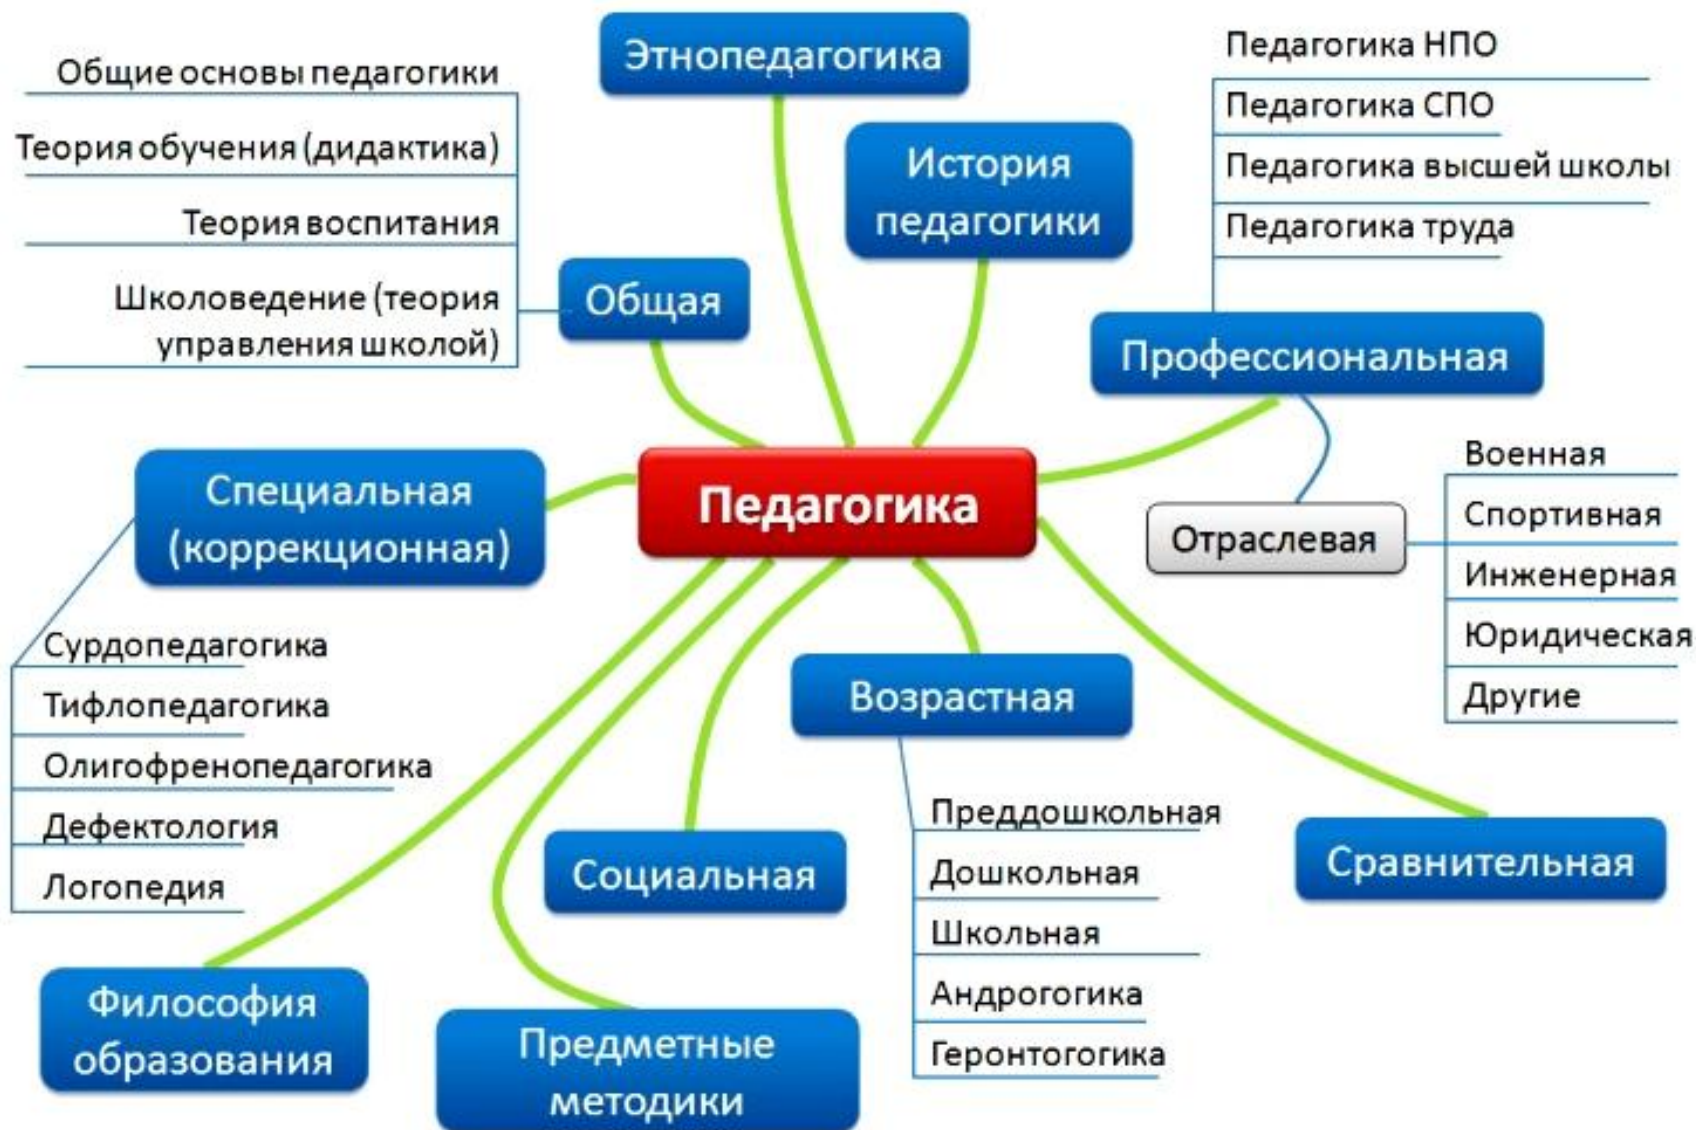 Этнопедагогика
История
педагогики
Общие основы педагогики
Теория обучения (дидактика)
Теория воспитания
Школоведение (теория
управления школой)
Общая
Педагогика НПО
Педагогика СПО
Педагогика высшей школы
Педагогика труда
Профессиональная
Отраслевая
Военная
Спортивная
Инженерная
Юридическая
Другие
Педагогика
Специальная
(коррекционная)
Сурдопедагогика
Тифлопедагогика
Олигофренопедагогика
Дефектология
Логопедия
Возрастная
Преддошкольная
Дошкольная
Школьная
Андрогогика
Геронтогогика
Социальная
Сравнительная
Философия
образования
Предметные
методики